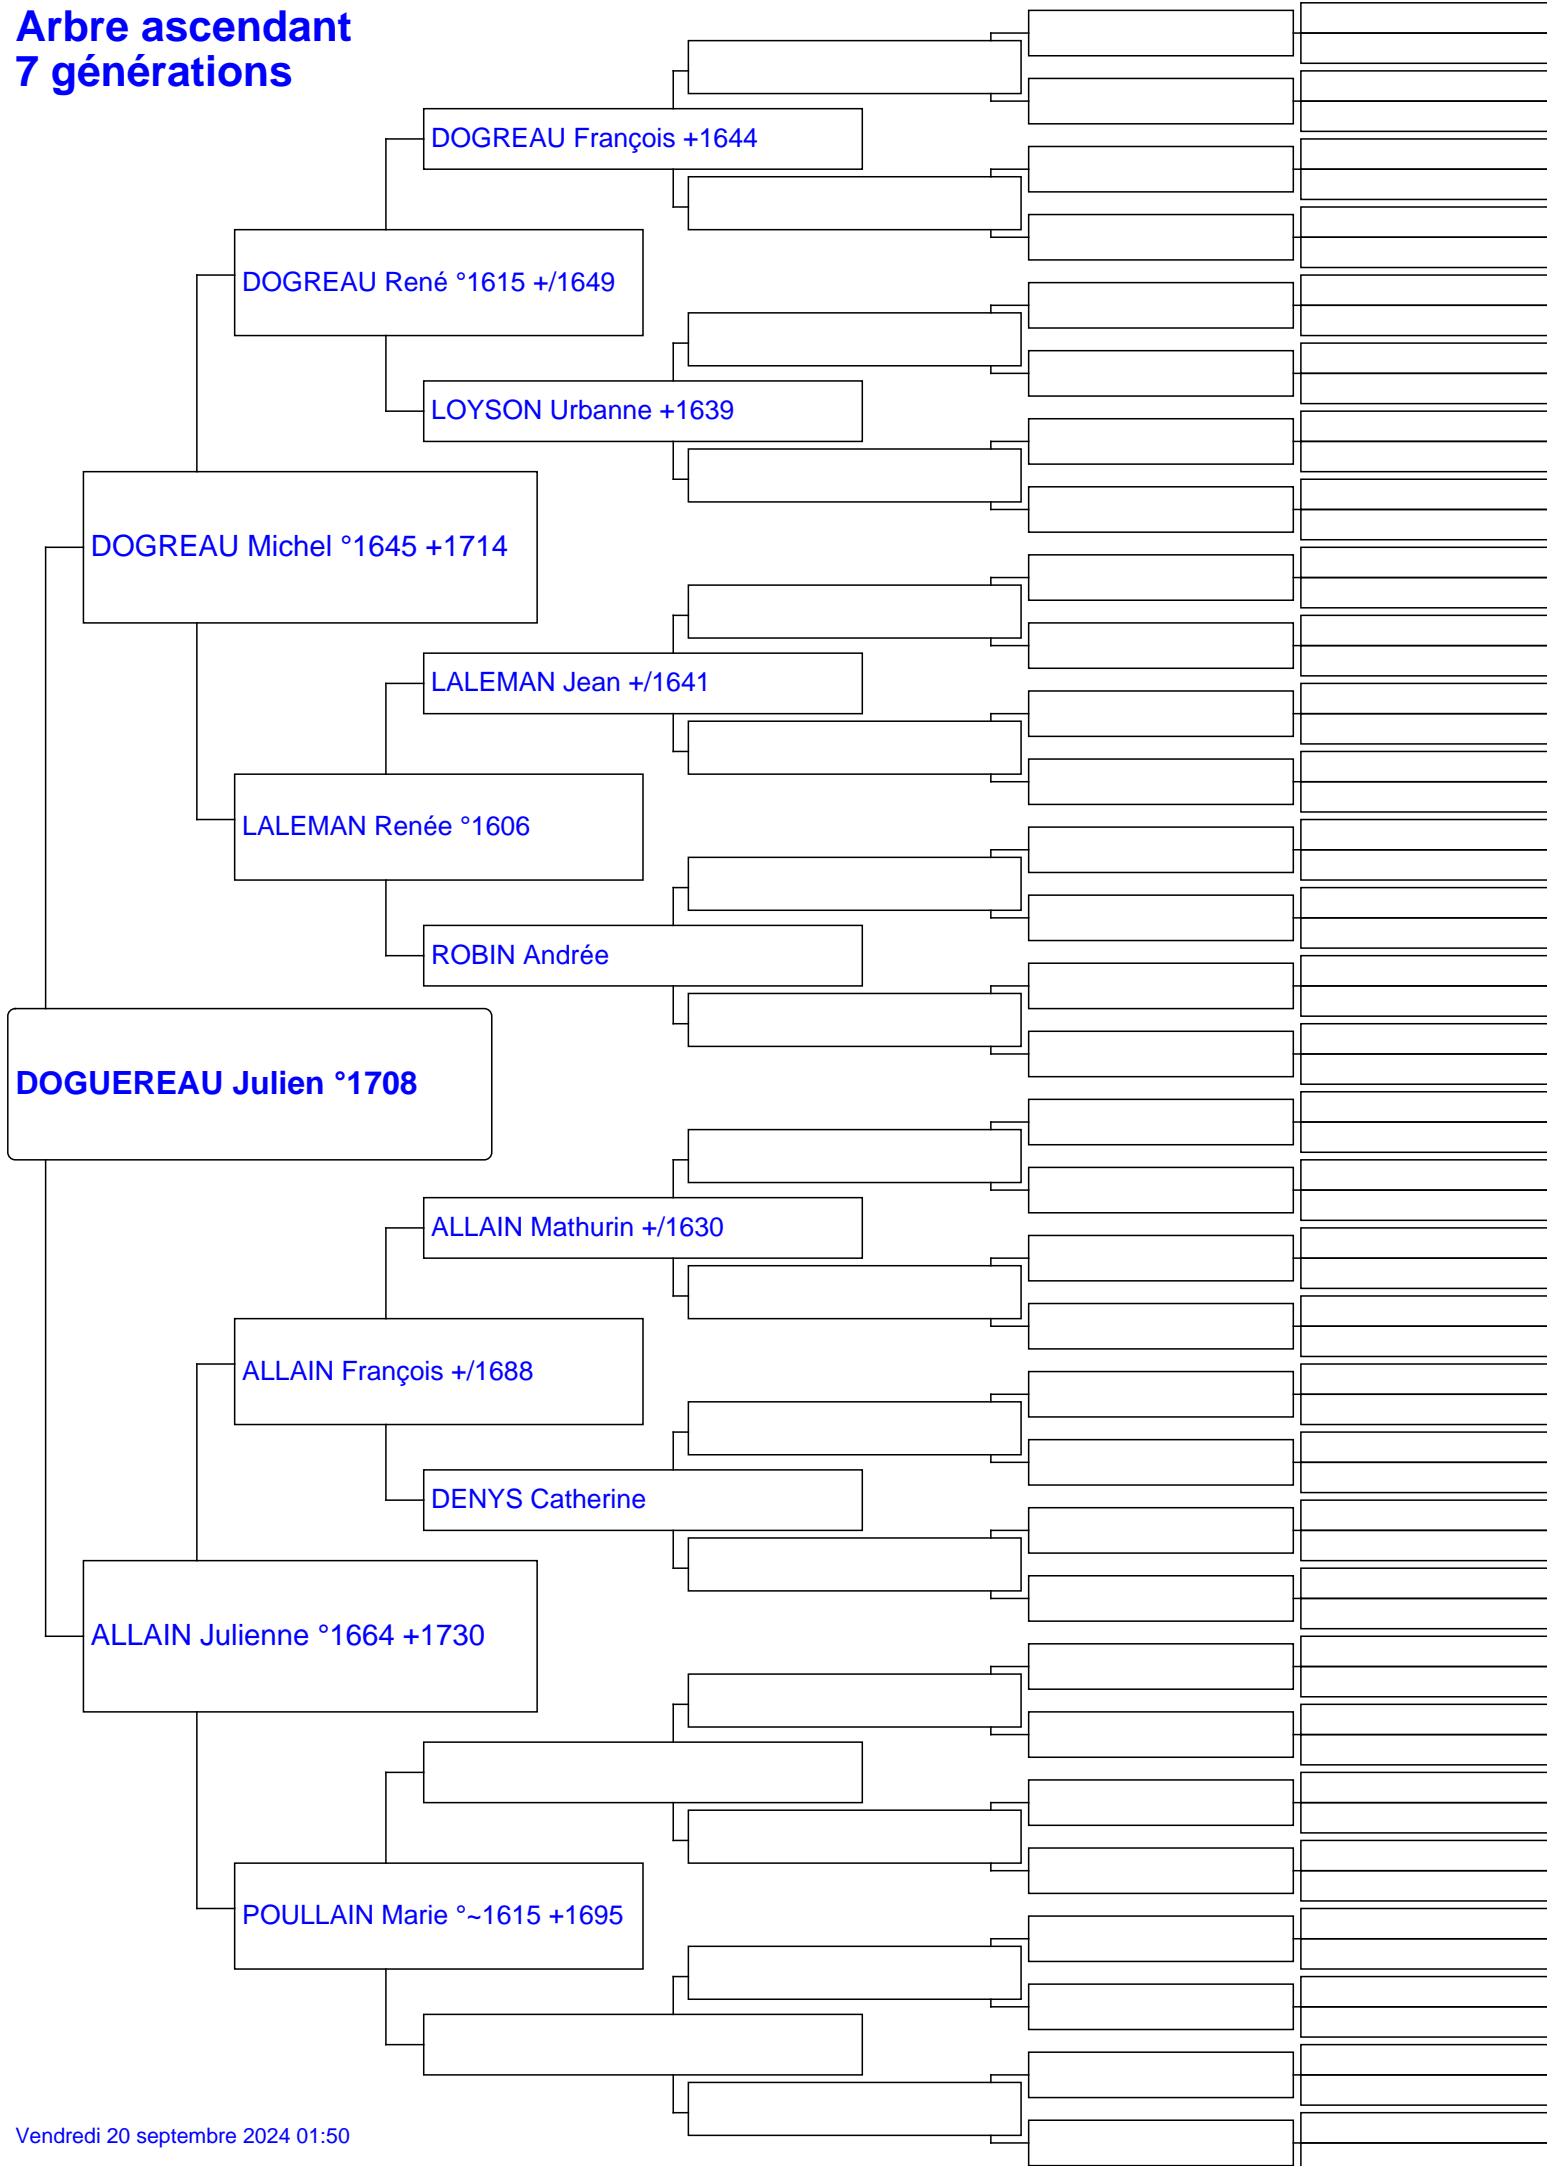 Arbre ascendant
7 générations
DOGREAU François +1644
DOGREAU René °1615 +/1649
LOYSON Urbanne +1639
DOGREAU Michel °1645 +1714
LALEMAN Jean +/1641
LALEMAN Renée °1606
ROBIN Andrée
DOGUEREAU Julien °1708
ALLAIN Mathurin +/1630
ALLAIN François +/1688
DENYS Catherine
ALLAIN Julienne °1664 +1730
POULLAIN Marie °~1615 +1695
Vendredi 20 septembre 2024 01:50